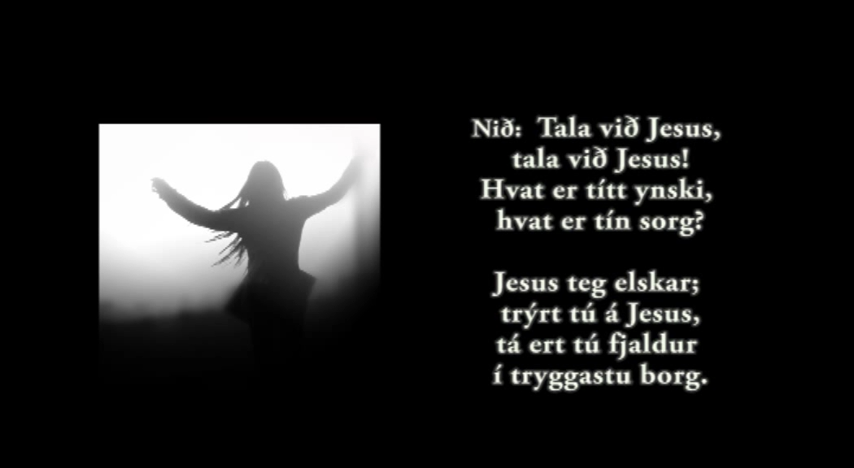 Nið: Tala við Jesus,
tala við Jesus!
Hvat er títt ynski,
hvat er tín sorg?
Jesus teg elskar;
trýrt tú á Jesus,
tá ert tú fjaldur
í tryggastu borg.